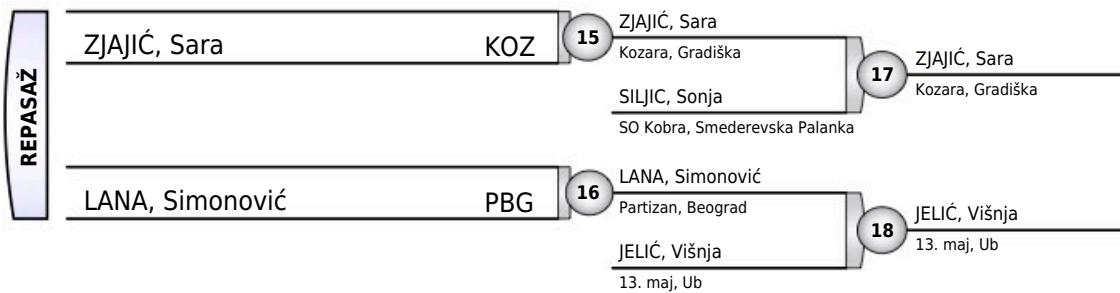 REPASAŽ
ZJAJIĆ, Sara KOZ
15
ZJAJIĆ, Sara
Kozara, Gradiška
SILJIC, Sonja
SO Kobra, Smederevska Palanka
17
ZJAJIĆ, Sara
Kozara, Gradiška
LANA, Simonović PBG
16
LANA, Simonović
Partizan, Beograd
JELIĆ, Višnja
13. maj, Ub
18
JELIĆ, Višnja
13. maj, Ub